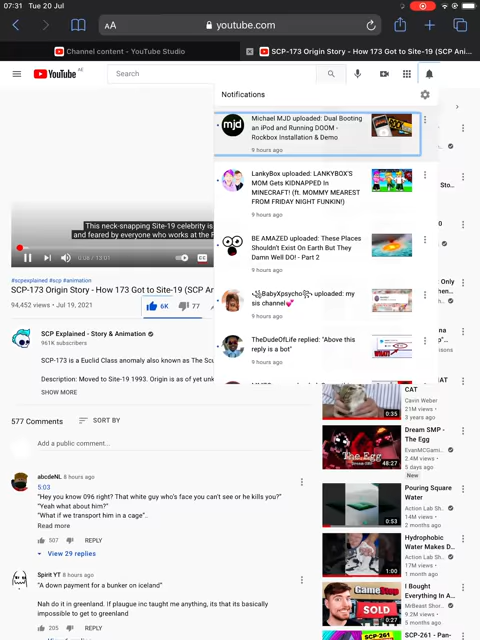 07:31 Tue 20 Jul
AA
youtube.com
Channel content - YouTube Studio
SCP-173 Origin Story - How 173 Got to Site-19 (SCP Ani...
YouTube
AE
Search
Notifications
mjd
Michael MJD uploaded: Dual Booting
an iPod and Running DOOM -
Rockbox Installation & Demo
9 hours ago
LankyBox uploaded: LANKYBOX'S
MOM Gets KIDNAPPED IN
MINECRAFT! (ft. MOMMY MEAREST
FROM FRIDAY NIGHT FUNKIN!)
9 hours ago
BE AMAZED uploaded: These Places
Shouldn't Exist On Earth But They
Damn Well DO! - Part 2
9 hours ago
꧁BabyXpsycho꧂ uploaded: my
sis channel💕
9 hours ago
TheDudeOfLife replied: "Above this
reply is a bot"
WHAT!
9 hours ago
This neck-snapping Site-19 celebrity is
and feared by everyone who works at the F
0:08 / 13:01
#scpexplained #scp #animation
SCP-173 Origin Story - How 173 Got to Site-19 (SCP An
94,452 views • Jul 19, 2021
6K
77
SCP Explained - Story & Animation
961K subscribers
SCP-173 is a Euclid Class anomaly also known as The Scu
Description: Moved to Site-19 1993. Origin is as of yet unk
SHOW MORE
577 Comments
SORT BY
Add a public comment...
abcdeNL 8 hours ago
5:03
"Hey you know 096 right? That white guy who's face you can't see or he kills you?"
"Yeah what about him?"
"What if we transport him in a cage"..
Read more
507
REPLY
View 29 replies
Spirit YT 8 hours ago
"A down payment for a bunker on iceland"
Nah do it in greenland. If plaugue inc taught me anything, its that its basically
impossible to get to greenland
205
REPLY
CAT
Cavin Weber
21M views •
3 years ago
0:35
Dream SMP -
The Egg
EvanMCGami...
2.4M views •
5 days ago
New
The Egg
48:27
Pouring Square
Water
Action Lab Sh...
14M views •
2 months ago
0:53
Hydrophobic
Water Makes D...
Action Lab Sh...
17M views •
1 month ago
1:00
I Bought
Everything In A...
MrBeast Shor...
9.2M views •
5 months ago
GameStop
SOLD
0:27
SCP-261 - Pan-